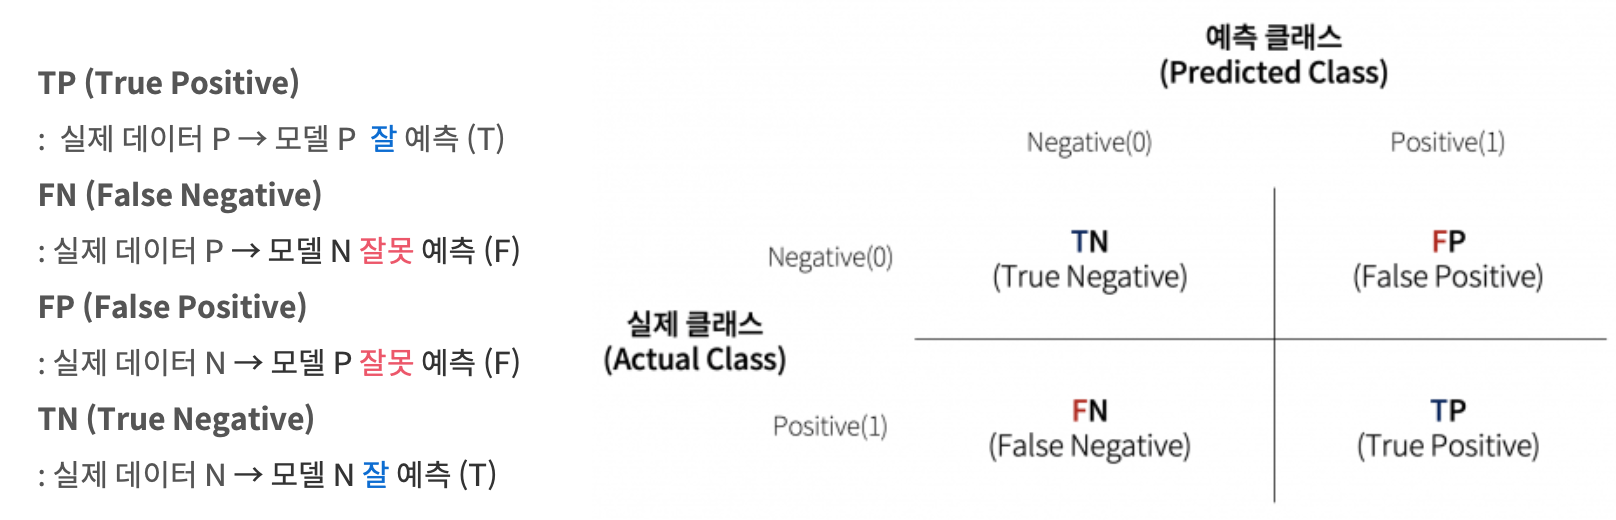 TP (True Positive)
: 실제 데이터 P → 모델 P 잘 예측 (T)
FN (False Negative)
: 실제 데이터 P → 모델 N 잘못 예측 (F)
FP (False Positive)
: 실제 데이터 N → 모델 P 잘못 예측 (F)
TN (True Negative)
: 실제 데이터 N → 모델 N 잘 예측 (T)
예측 클래스
(Predicted Class)
Negative(0)
Positive(1)
실제 클래스
(Actual Class)
Negative(0)
TN
(True Negative)
FP
(False Positive)
Positive(1)
FN
(False Negative)
TP
(True Positive)